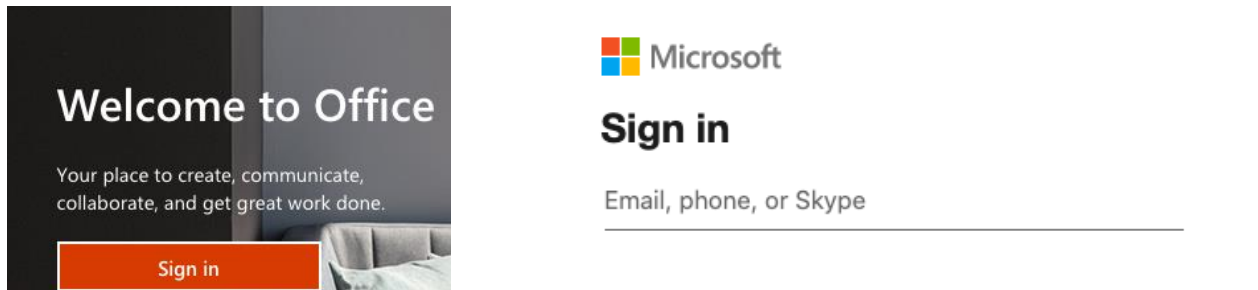 Welcome to Office
Your place to create, communicate,
collaborate, and get great work done.
Sign in
Microsoft
Sign in
Email, phone, or Skype